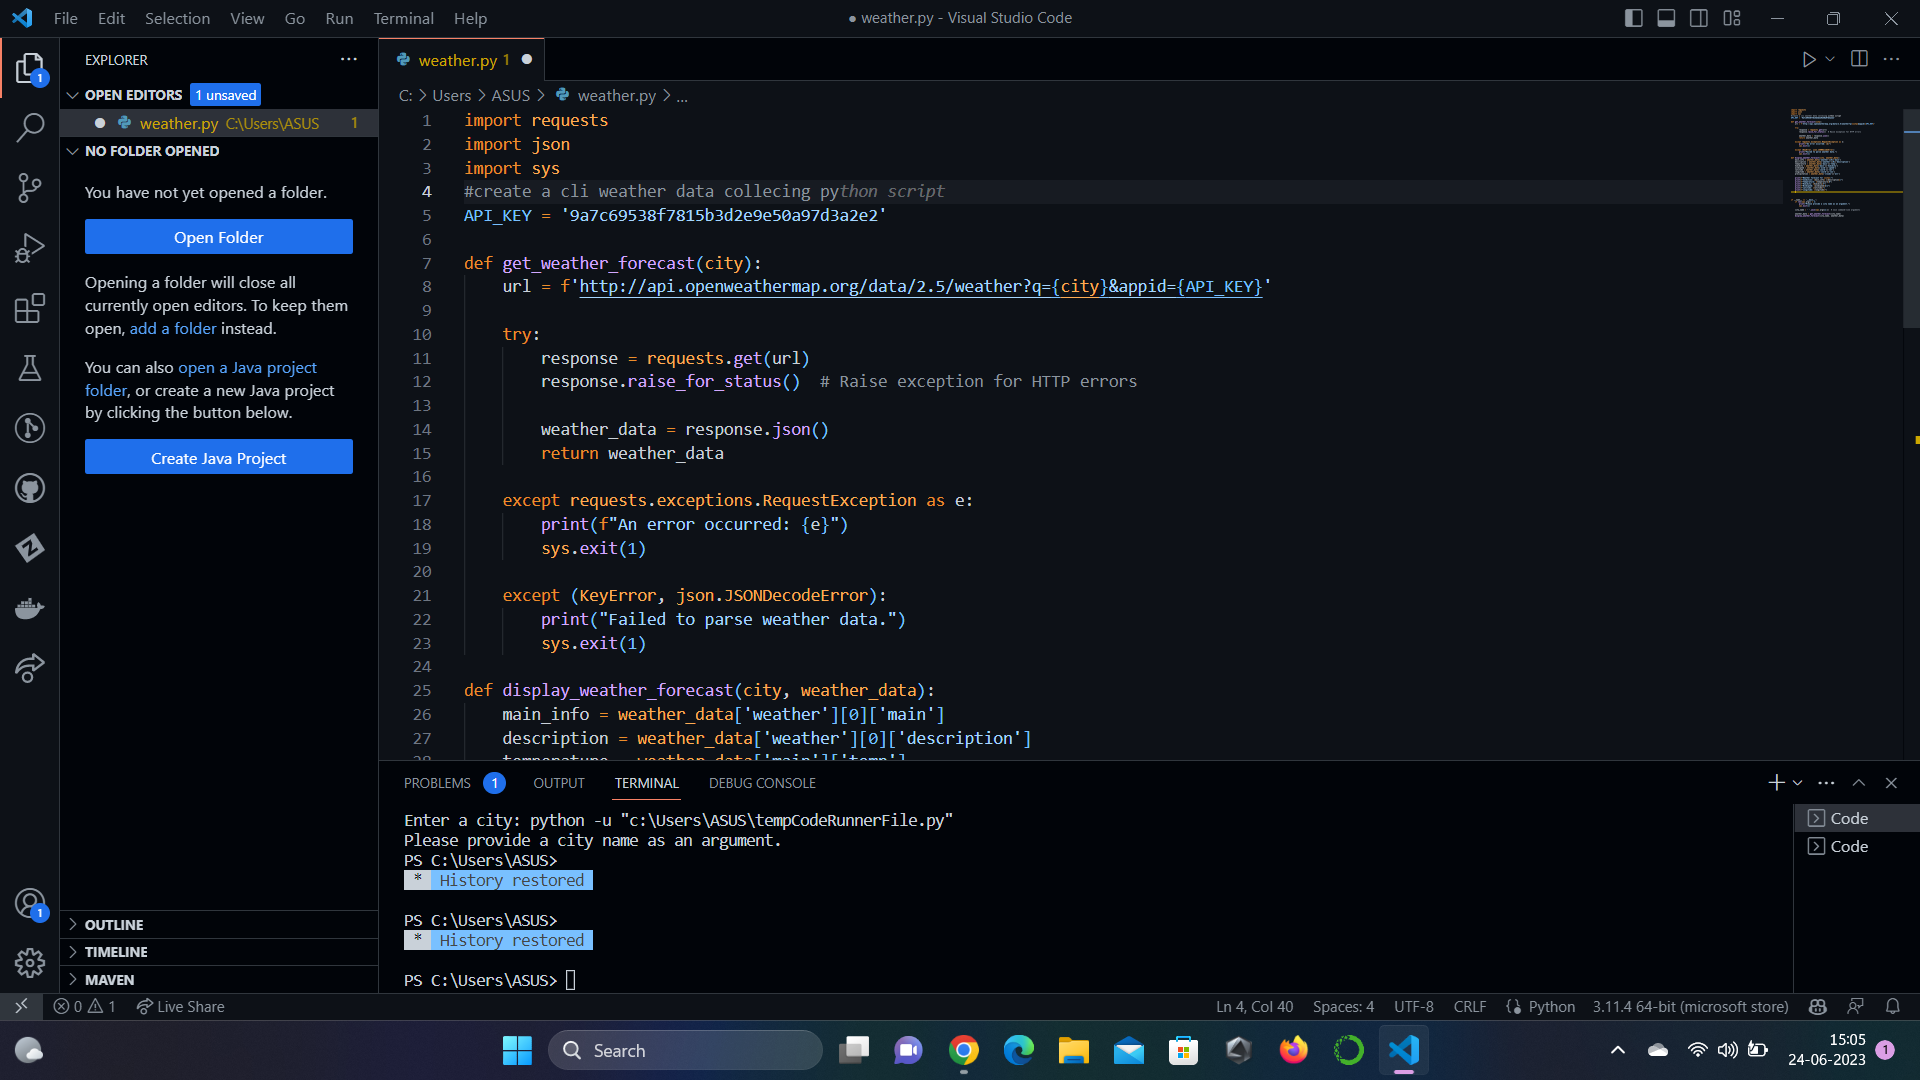 File Edit Selection View Go Run Terminal Help
● weather.py - Visual Studio Code
EXPLORER
OPEN EDITORS 1 unsaved
weather.py C:\Users\ASUS 1
NO FOLDER OPENED
You have not yet opened a folder.
Open Folder
Opening a folder will close all
currently open editors. To keep them
open, add a folder instead.
You can also open a Java project
folder, or create a new Java project
by clicking the button below.
Create Java Project
OUTLINE
TIMELINE
MAVEN
weather.py 1
C: > Users > ASUS > weather.py > ...
1 import requests
2 import json
3 import sys
4 #create a cli weather data collecing python script
5 API_KEY = '9a7c69538f7815b3d2e9e50a97d3a2e2'
6
7 def get_weather_forecast(city):
8 url = f'http://api.openweathermap.org/data/2.5/weather?q={city}&appid={API_KEY}'
9
10 try:
11 response = requests.get(url)
12 response.raise_for_status()  # Raise exception for HTTP errors
13
14 weather_data = response.json()
15 return weather_data
16
17 except requests.exceptions.RequestException as e:
18 print(f"An error occurred: {e}")
19 sys.exit(1)
20
21 except (KeyError, json.JSONDecodeError):
22 print("Failed to parse weather data.")
23 sys.exit(1)
24
25 def display_weather_forecast(city, weather_data):
26 main_info = weather_data['weather'][0]['main']
27 description = weather_data['weather'][0]['description']
28 temperature = weather_data['main']['temp']
PROBLEMS 1 OUTPUT TERMINAL DEBUG CONSOLE
Enter a city: python -u "c:\Users\ASUS\tempCodeRunnerFile.py"
Please provide a city name as an argument.
PS C:\Users\ASUS>
* History restored
PS C:\Users\ASUS>
* History restored
PS C:\Users\ASUS>
Code
Code
1
1
0 1 Live Share
Ln 4, Col 40 Spaces: 4 UTF-8 CRLF Python 3.11.4 64-bit (microsoft store)
Search
15:05
24-06-2023
1